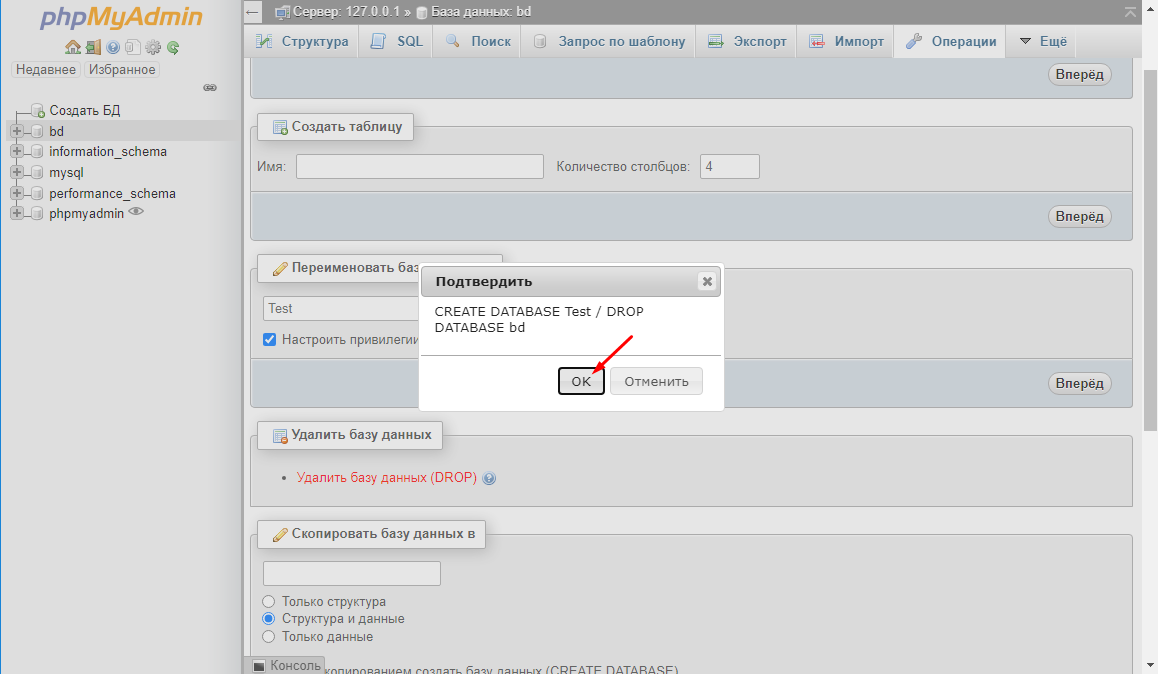 phpMyAdmin
Недавнее Избранное
Создать БД
bd
information_schema
mysql
performance_schema
phpmyadmin
Сервер: 127.0.0.1 » База данных: bd
Структура SQL Поиск Запрос по шаблону Экспорт Импорт Операции Ещё
Вперёд
Создать таблицу
Имя: Количество столбцов: 4
Вперёд
Переименовать баз
Test
Настроить привилегии
Вперёд
Подтвердить
CREATE DATABASE Test / DROP
DATABASE bd
OK Отменить
Удалить базу данных
Удалить базу данных (DROP)
Скопировать базу данных в
Только структура
Структура и данные
Только данные
Консоль
копированием создать базу данных (CREATE DATABASE)